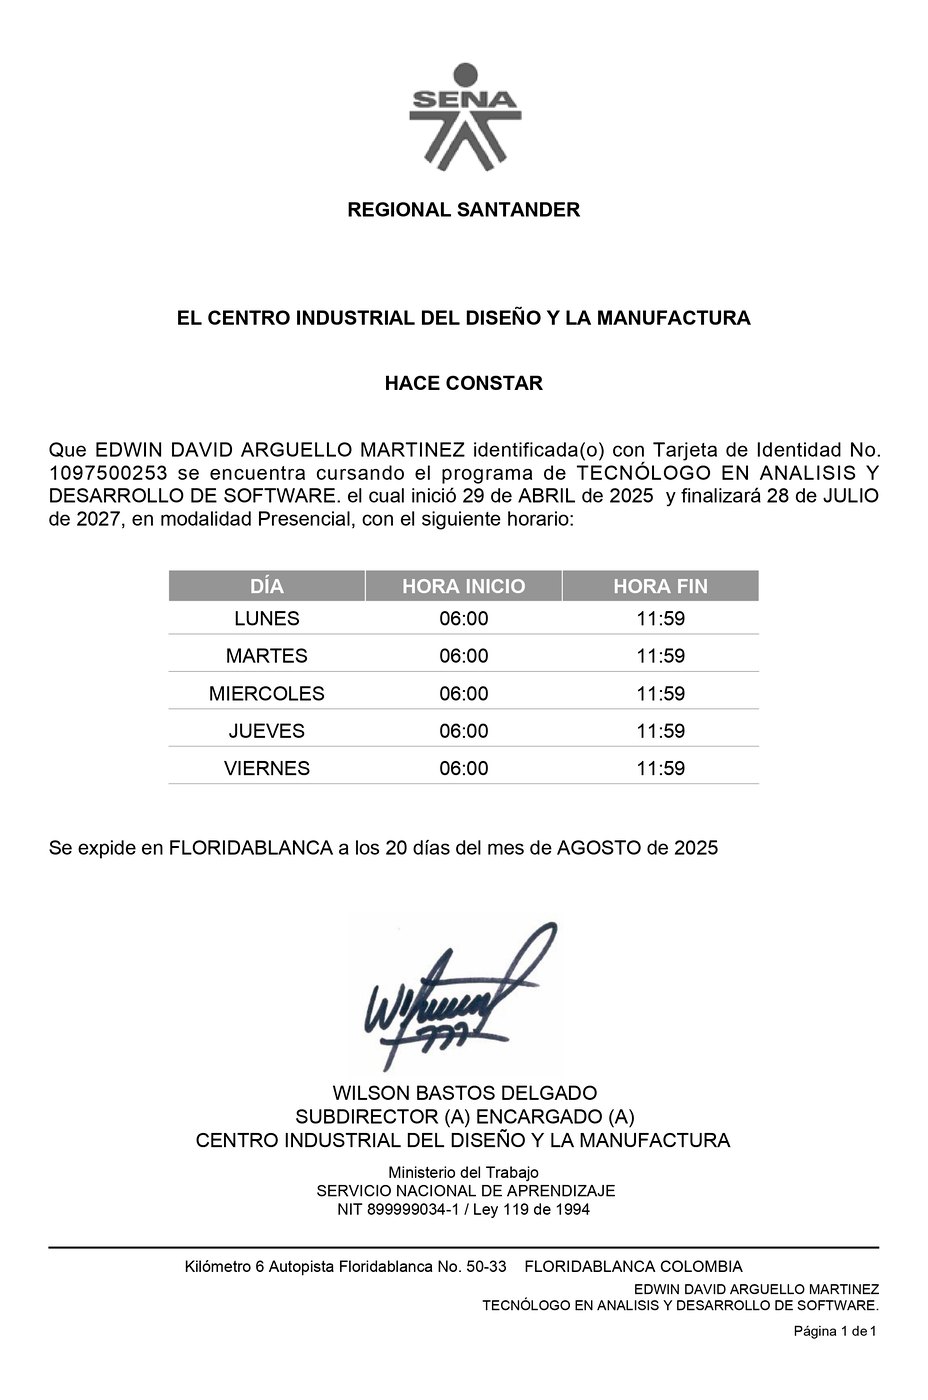 SENA
REGIONAL SANTANDER
EL CENTRO INDUSTRIAL DEL DISEÑO Y LA MANUFACTURA
HACE CONSTAR
Que EDWIN DAVID ARGUELLO MARTINEZ identificada(o) con Tarjeta de Identidad No.
1097500253 se encuentra cursando el programa de TECNÓLOGO EN ANALISIS Y
DESARROLLO DE SOFTWARE. el cual inició 29 de ABRIL de 2025 y finalizará 28 de JULIO
de 2027, en modalidad Presencial, con el siguiente horario:
DÍA HORA INICIO HORA FIN
LUNES 06:00 11:59
MARTES 06:00 11:59
MIERCOLES 06:00 11:59
JUEVES 06:00 11:59
VIERNES 06:00 11:59
Se expide en FLORIDABLANCA a los 20 días del mes de AGOSTO de 2025
WILSON BASTOS DELGADO
SUBDIRECTOR (A) ENCARGADO (A)
CENTRO INDUSTRIAL DEL DISEÑO Y LA MANUFACTURA
Ministerio del Trabajo
SERVICIO NACIONAL DE APRENDIZAJE
NIT 899999034-1 / Ley 119 de 1994
Kilómetro 6 Autopista Floridablanca No. 50-33 FLORIDABLANCA COLOMBIA
EDWIN DAVID ARGUELLO MARTINEZ
TECNÓLOGO EN ANALISIS Y DESARROLLO DE SOFTWARE.
Página 1 de 1